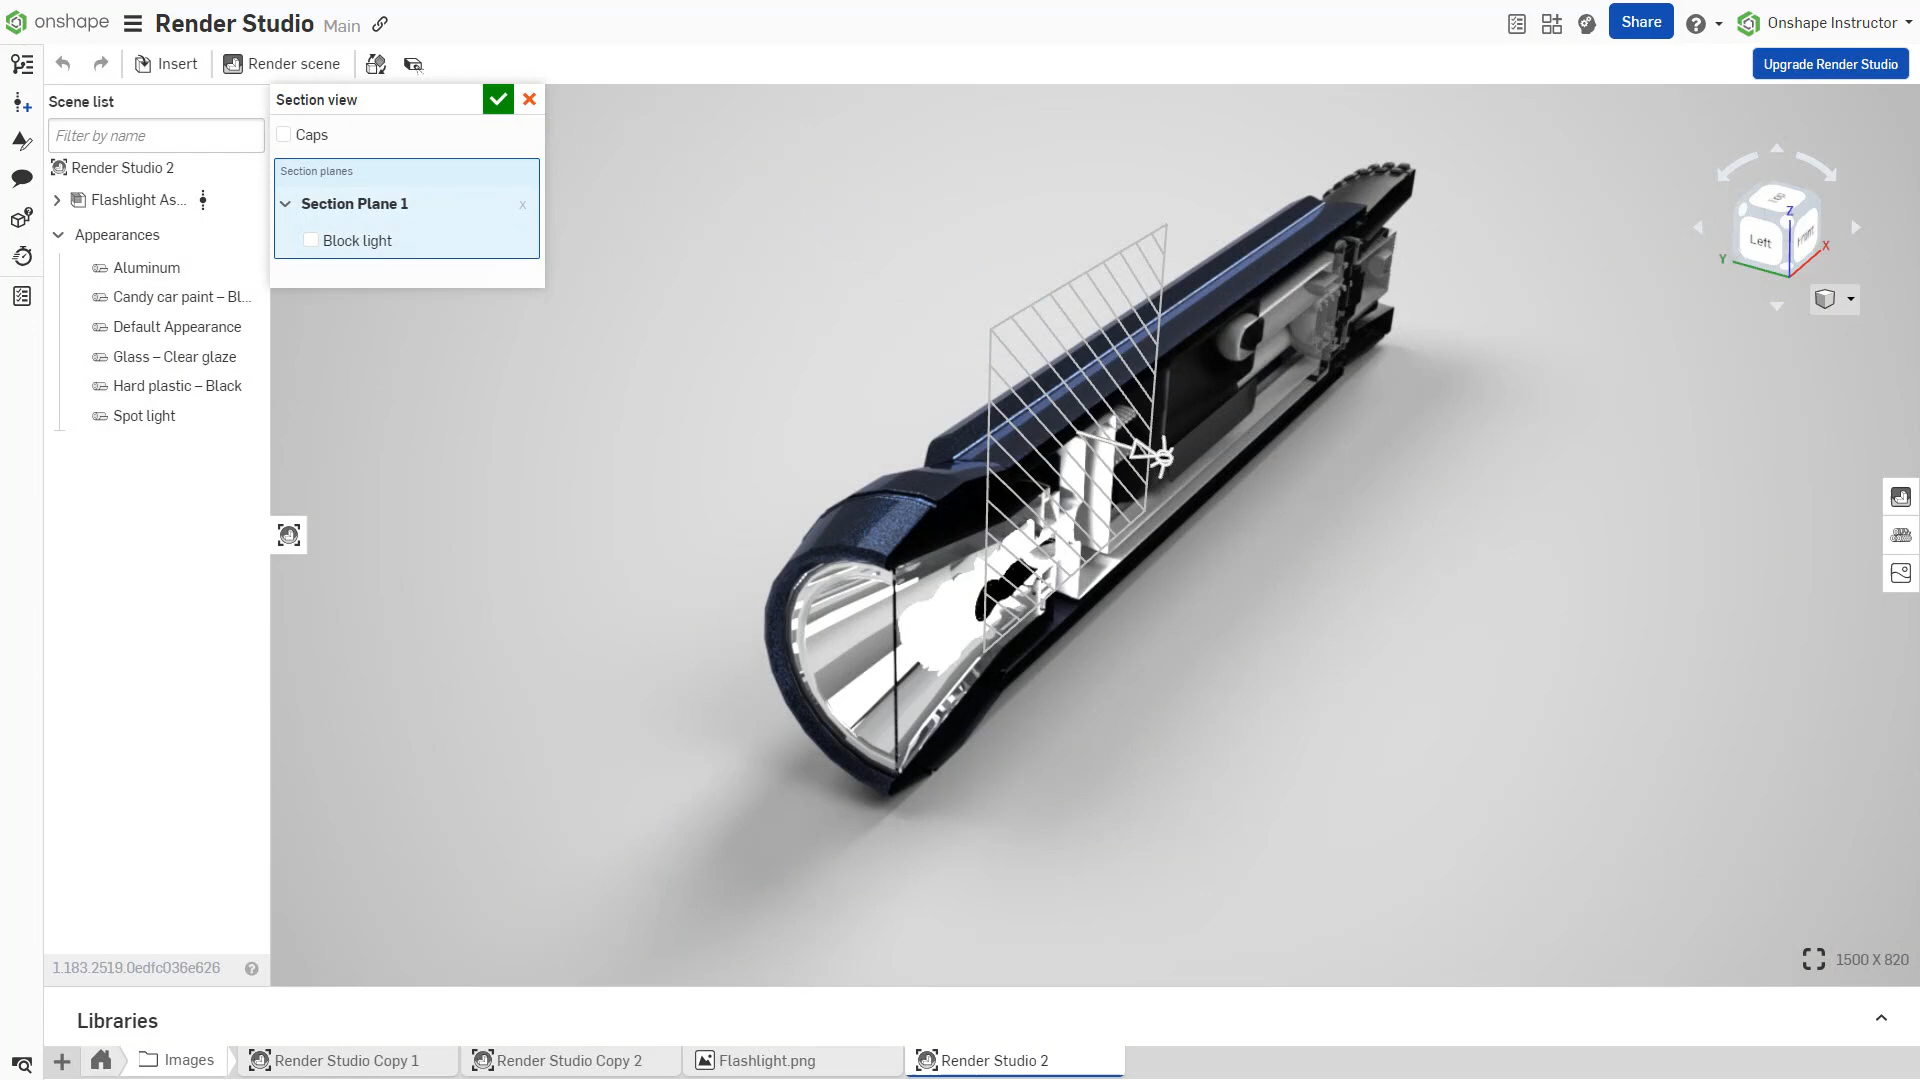 onshape
Render Studio Main
Share
Onshape Instructor
Insert
Render scene
Upgrade Render Studio
Scene list
Filter by name
Render Studio 2
Flashlight As...
Appearances
Aluminum
Candy car paint – Bl...
Default Appearance
Glass – Clear glaze
Hard plastic – Black
Spot light
Section view
Caps
Section planes
Section Plane 1
x
Block light
Left
Front
Z
X
Y
1.183.2519.0edfc036e626
1500 X 820
Libraries
Images
Render Studio Copy 1
Render Studio Copy 2
Flashlight.png
Render Studio 2